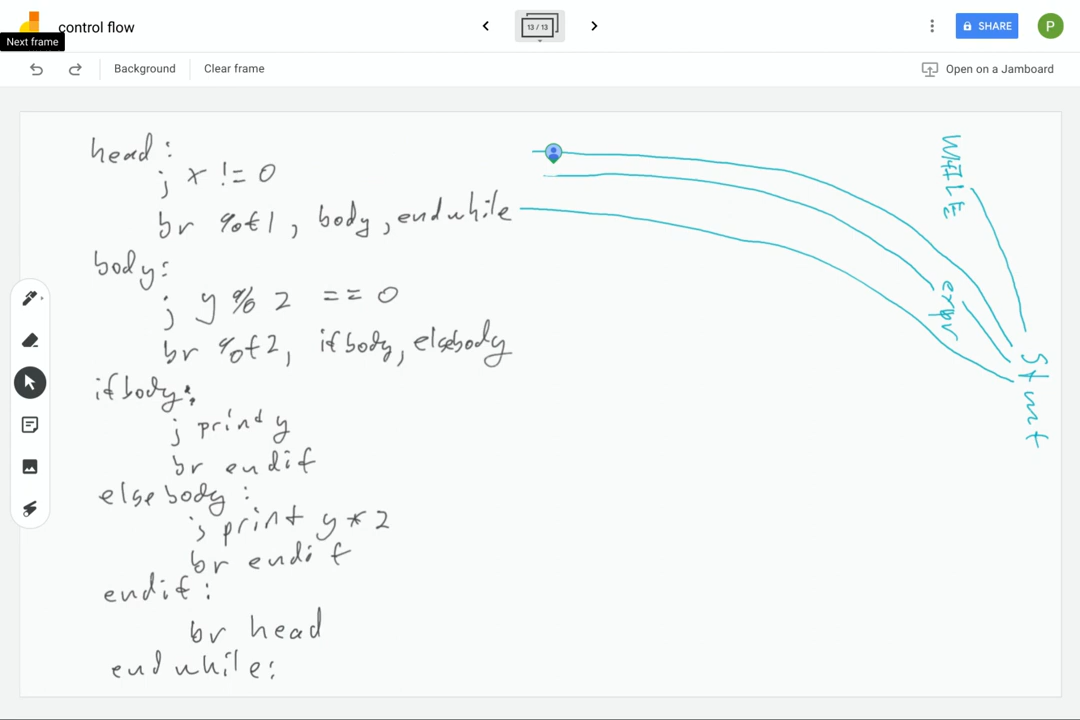 control flow
Next frame
13 / 13
SHARE
P
Background
Clear frame
Open on a Jamboard
head:
; x != 0
br %t1, body, endwhile
body:
; y % 2 == 0
br %t2, ifbody, elsebody
ifbody:
; print y
br endif
elsebody:
; print y * 2
br endif
endif:
br head
endwhile:
WHILE
expr
Stmt